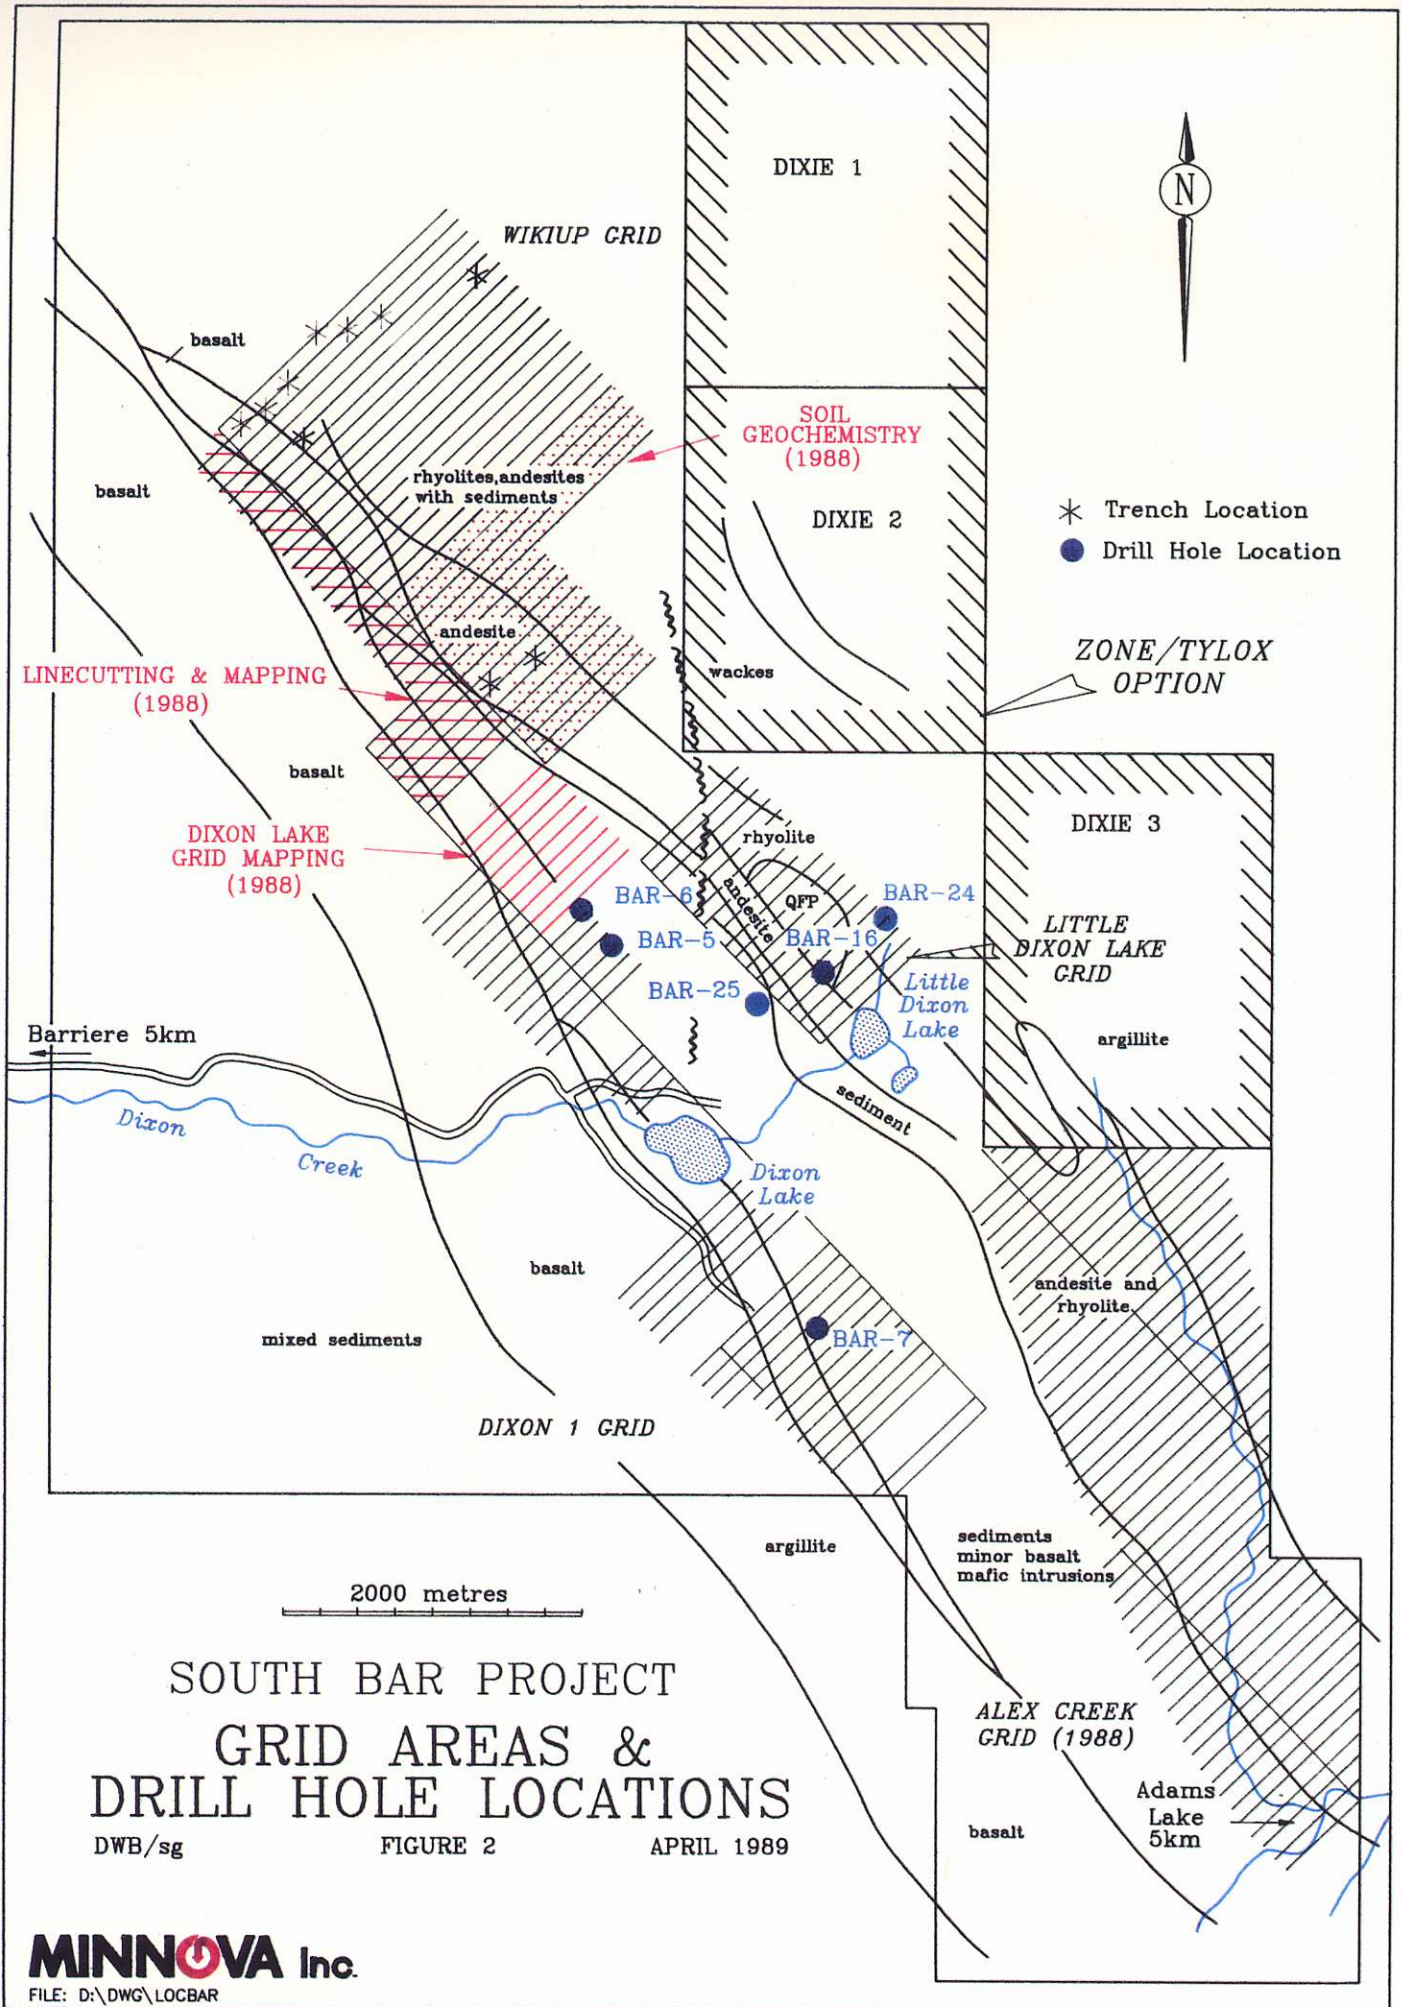 DIXIE 1
N
WIKIUP GRID
basalt
SOIL
GEOCHEMISTRY
(1988)
rhyolites,andesites
with sediments
basalt
DIXIE 2
Trench Location
Drill Hole Location
andesite
ZONE/TYLOX
OPTION
wackes
LINECUTTING & MAPPING
(1988)
basalt
DIXIE 3
DIXON LAKE
GRID MAPPING
(1988)
rhyolite
andesite
QFP
BAR-6
BAR-24
BAR-5
BAR-16
LITTLE
DIXON LAKE
GRID
BAR-25
Little
Dixon
Lake
Barriere 5km
argillite
Dixon
Creek
sediment
Dixon
Lake
basalt
andesite and
rhyolite
mixed sediments
BAR-7
DIXON 1 GRID
argillite
sediments
minor basalt
mafic intrusions
2000 metres
SOUTH BAR PROJECT
GRID AREAS &
DRILL HOLE LOCATIONS
DWB/sg FIGURE 2 APRIL 1989
ALEX CREEK
GRID (1988)
Adams
Lake
5km
basalt
MINNOVA Inc.
FILE: D:\DWG\LOCBAR